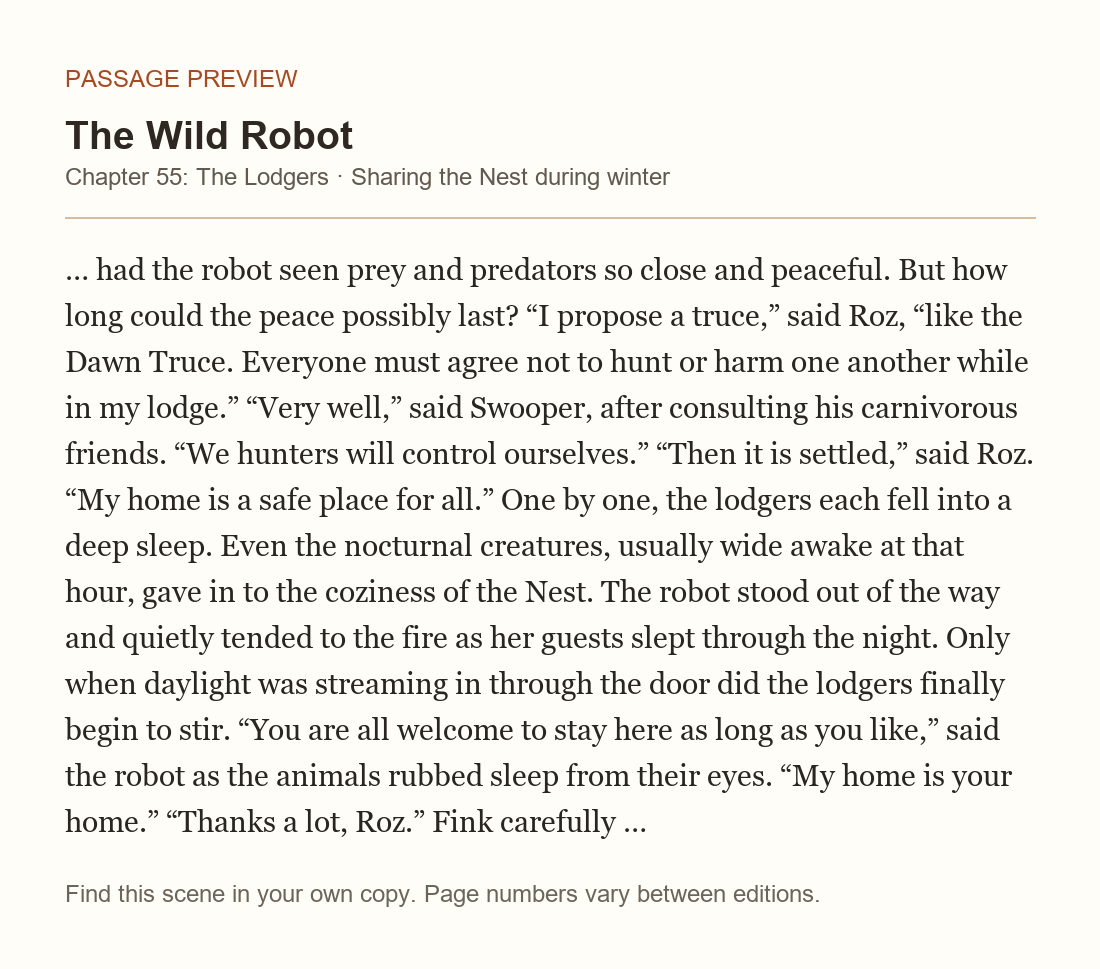 PASSAGE PREVIEW
The Wild Robot
Chapter 55: The Lodgers · Sharing the Nest during winter
... had the robot seen prey and predators so close and peaceful. But how
long could the peace possibly last? “I propose a truce,” said Roz, “like the
Dawn Truce. Everyone must agree not to hunt or harm one another while
in my lodge.” “Very well,” said Swooper, after consulting his carnivorous
friends. “We hunters will control ourselves.” “Then it is settled,” said Roz.
“My home is a safe place for all.” One by one, the lodgers each fell into a
deep sleep. Even the nocturnal creatures, usually wide awake at that
hour, gave in to the coziness of the Nest. The robot stood out of the way
and quietly tended to the fire as her guests slept through the night. Only
when daylight was streaming in through the door did the lodgers finally
begin to stir. “You are all welcome to stay here as long as you like,” said
the robot as the animals rubbed sleep from their eyes. “My home is your
home.” “Thanks a lot, Roz.” Fink carefully ...
Find this scene in your own copy. Page numbers vary between editions.